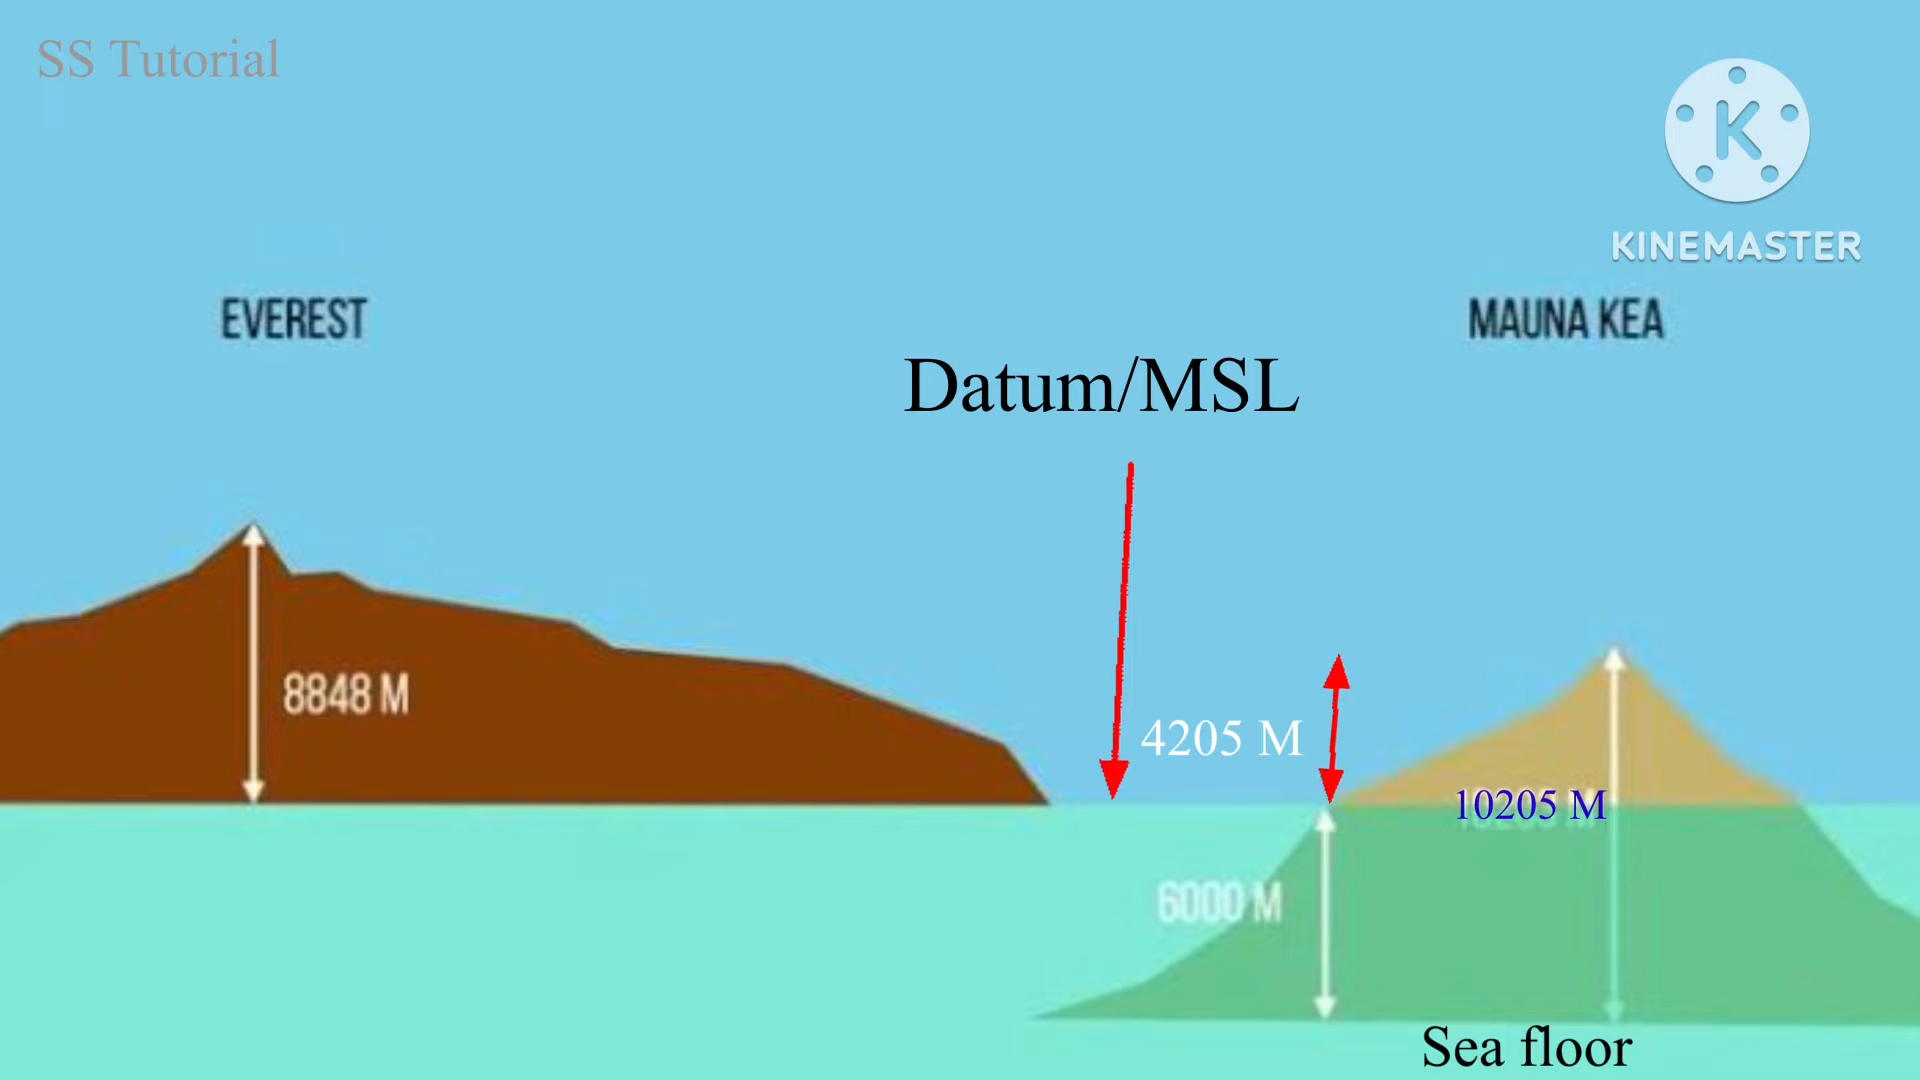 SS Tutorial
KINEMASTER
EVEREST
MAUNA KEA
Datum/MSL
8848 M
4205 M
10205 M
6000 M
Sea floor